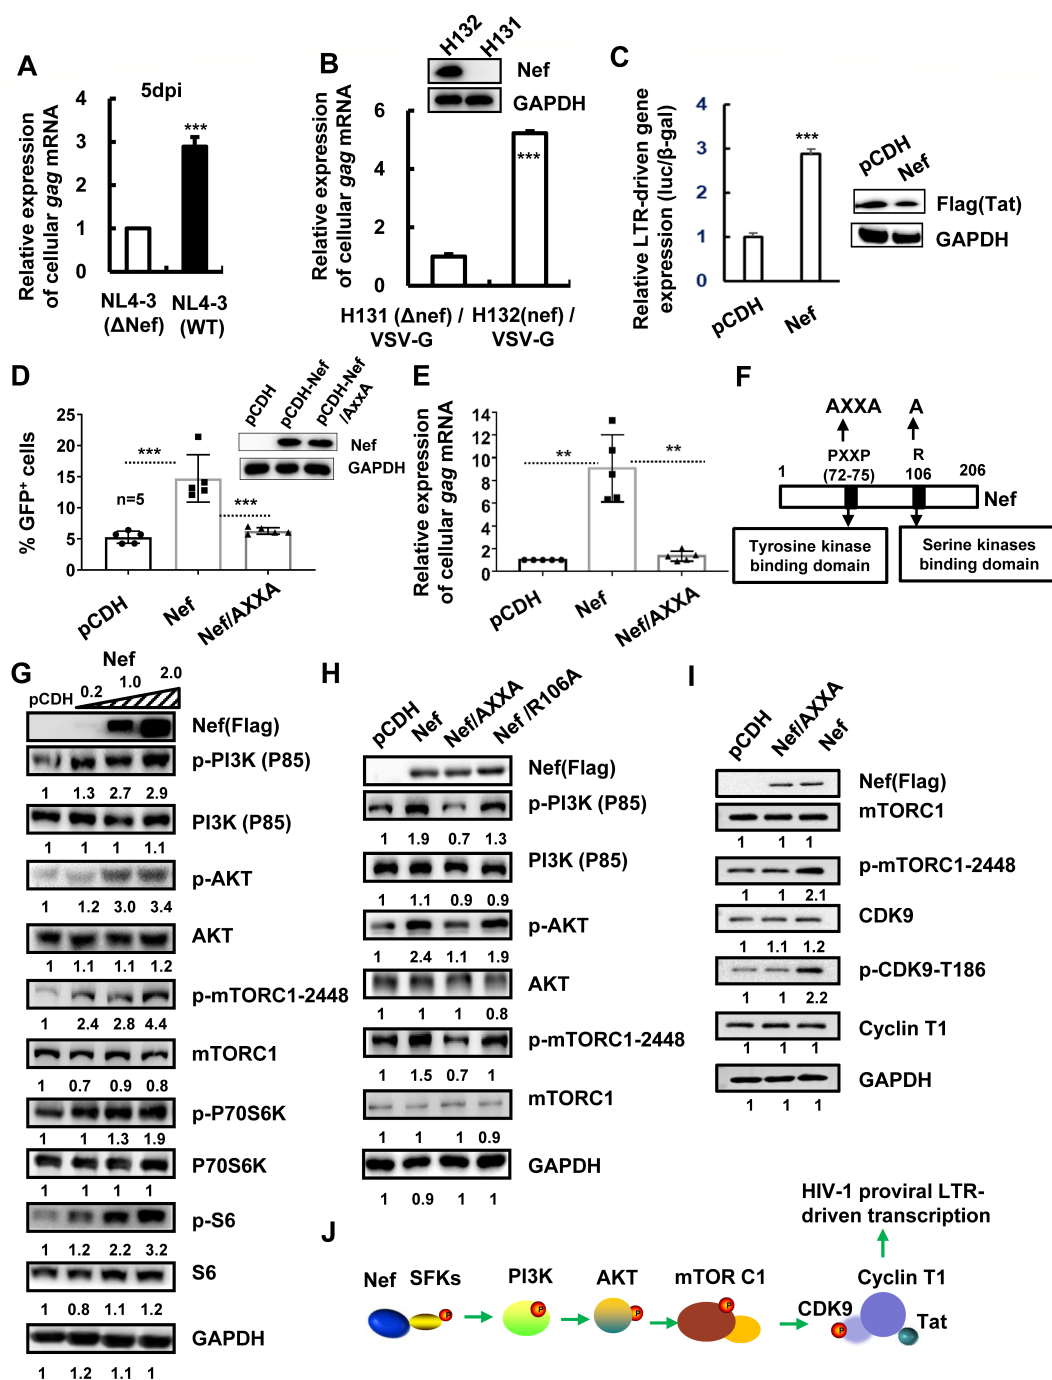 A
5dpi
Relative expression
of cellular gag mRNA
4
3
2
1
0
***
NL4-3
(ΔNef)
NL4-3
(WT)
B
H132
H131
Nef
GAPDH
Relative expression
of cellular gag mRNA
6
4
2
0
***
H131 (Δnef) /
VSV-G
H132(nef) /
VSV-G
C
Relative LTR-driven gene
expression (luc/β-gal)
4
3
2
1
0
***
pCDH
Nef
pCDH
Nef
Flag(Tat)
GAPDH
D
% GFP+ cells
25
20
15
10
5
0
***
n=5
***
pCDH
Nef
Nef/AXXA
pCDH
pCDH-Nef
pCDH-Nef
/AxxA
Nef
GAPDH
E
Relative expression
of cellular gag mRNA
14
12
10
8
6
4
2
0
**
**
pCDH
Nef
Nef/AXXA
F
AXXA
A
PXXP
(72-75)
R
106
1
206
Nef
Tyrosine kinase
binding domain
Serine kinases
binding domain
G
Nef
pCDH
0.2
1.0
2.0
Nef(Flag)
p-PI3K (P85)
1 1.3 2.7 2.9
PI3K (P85)
1 1 1 1.1
p-AKT
1 1.2 3.0 3.4
AKT
1 1.1 1.1 1.2
p-mTORC1-2448
1 2.4 2.8 4.4
mTORC1
1 0.7 0.9 0.8
p-P70S6K
1 1 1.3 1.9
P70S6K
1 1 1 1
p-S6
1 1.2 2.2 3.2
S6
1 0.8 1.1 1.2
GAPDH
1 1.2 1.1 1
H
pCDH
Nef
Nef/AXXA
Nef /R106A
Nef(Flag)
p-PI3K (P85)
1 1.9 0.7 1.3
PI3K (P85)
1 1.1 0.9 0.9
p-AKT
1 2.4 1.1 1.9
AKT
1 1 1 0.8
p-mTORC1-2448
1 1.5 0.7 1
mTORC1
1 1 1 0.9
GAPDH
1 0.9 1 1
I
pCDH
Nef/AXXA
Nef
Nef(Flag)
mTORC1
1 1 1
p-mTORC1-2448
1 1 2.1
CDK9
1 1.1 1.2
p-CDK9-T186
1 1 2.2
Cyclin T1
1 1 1
GAPDH
1 1 1
J
HIV-1 proviral LTR-
driven transcription
Nef
SFKs
P
PI3K
P
AKT
P
mTOR C1
P
CDK9
P
Cyclin T1
Tat